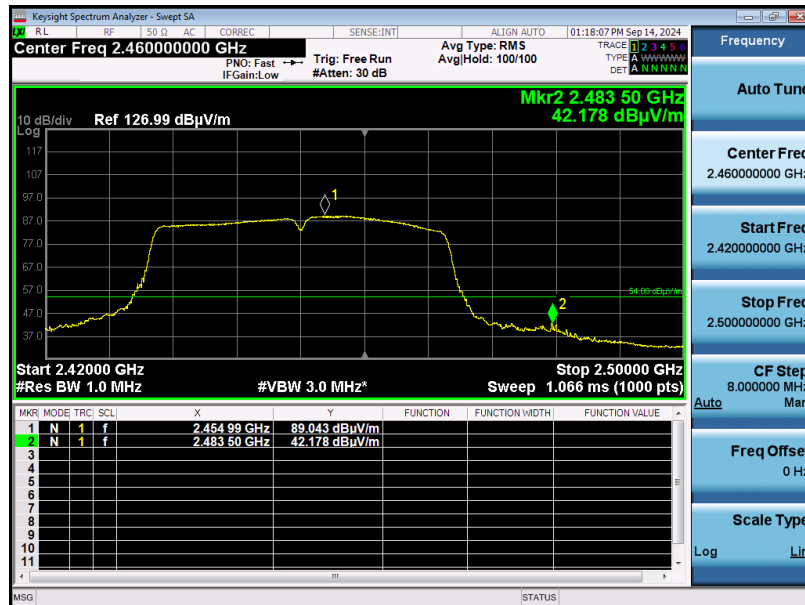 Keysight Spectrum Analyzer - Swept SA
RL RF 50 Ω AC CORREC SENSE:INT ALIGN AUTO 01:18:07 PM Sep 14, 2024
Center Freq 2.460000000 GHz
PNO: Fast
IFGain:Low
Trig: Free Run
#Atten: 30 dB
Avg Type: RMS
Avg|Hold: 100/100
TRACE 1 2 3 4 5 6
TYPE A WWWWW
DET A N N N N N
Mkr2 2.483 50 GHz
42.178 dBµV/m
10 dB/div Ref 126.99 dBµV/m
Log
117
107
97.0
87.0
77.0
67.0
57.0
47.0
37.0
1
2
54.00 dBµV/m
Start 2.42000 GHz Stop 2.50000 GHz
#Res BW 1.0 MHz #VBW 3.0 MHz* Sweep 1.066 ms (1000 pts)
MKR MODE TRC SCL X Y FUNCTION FUNCTION WIDTH FUNCTION VALUE
1 N 1 f 2.454 99 GHz 89.043 dBµV/m
2 N 1 f 2.483 50 GHz 42.178 dBµV/m
3
4
5
6
7
8
9
10
11
MSG STATUS
Frequency
Auto Tune
Center Freq
2.460000000 GHz
Start Freq
2.420000000 GHz
Stop Freq
2.500000000 GHz
CF Step
8.000000 MHz
Auto Man
Freq Offset
0 Hz
Scale Type
Log Lin